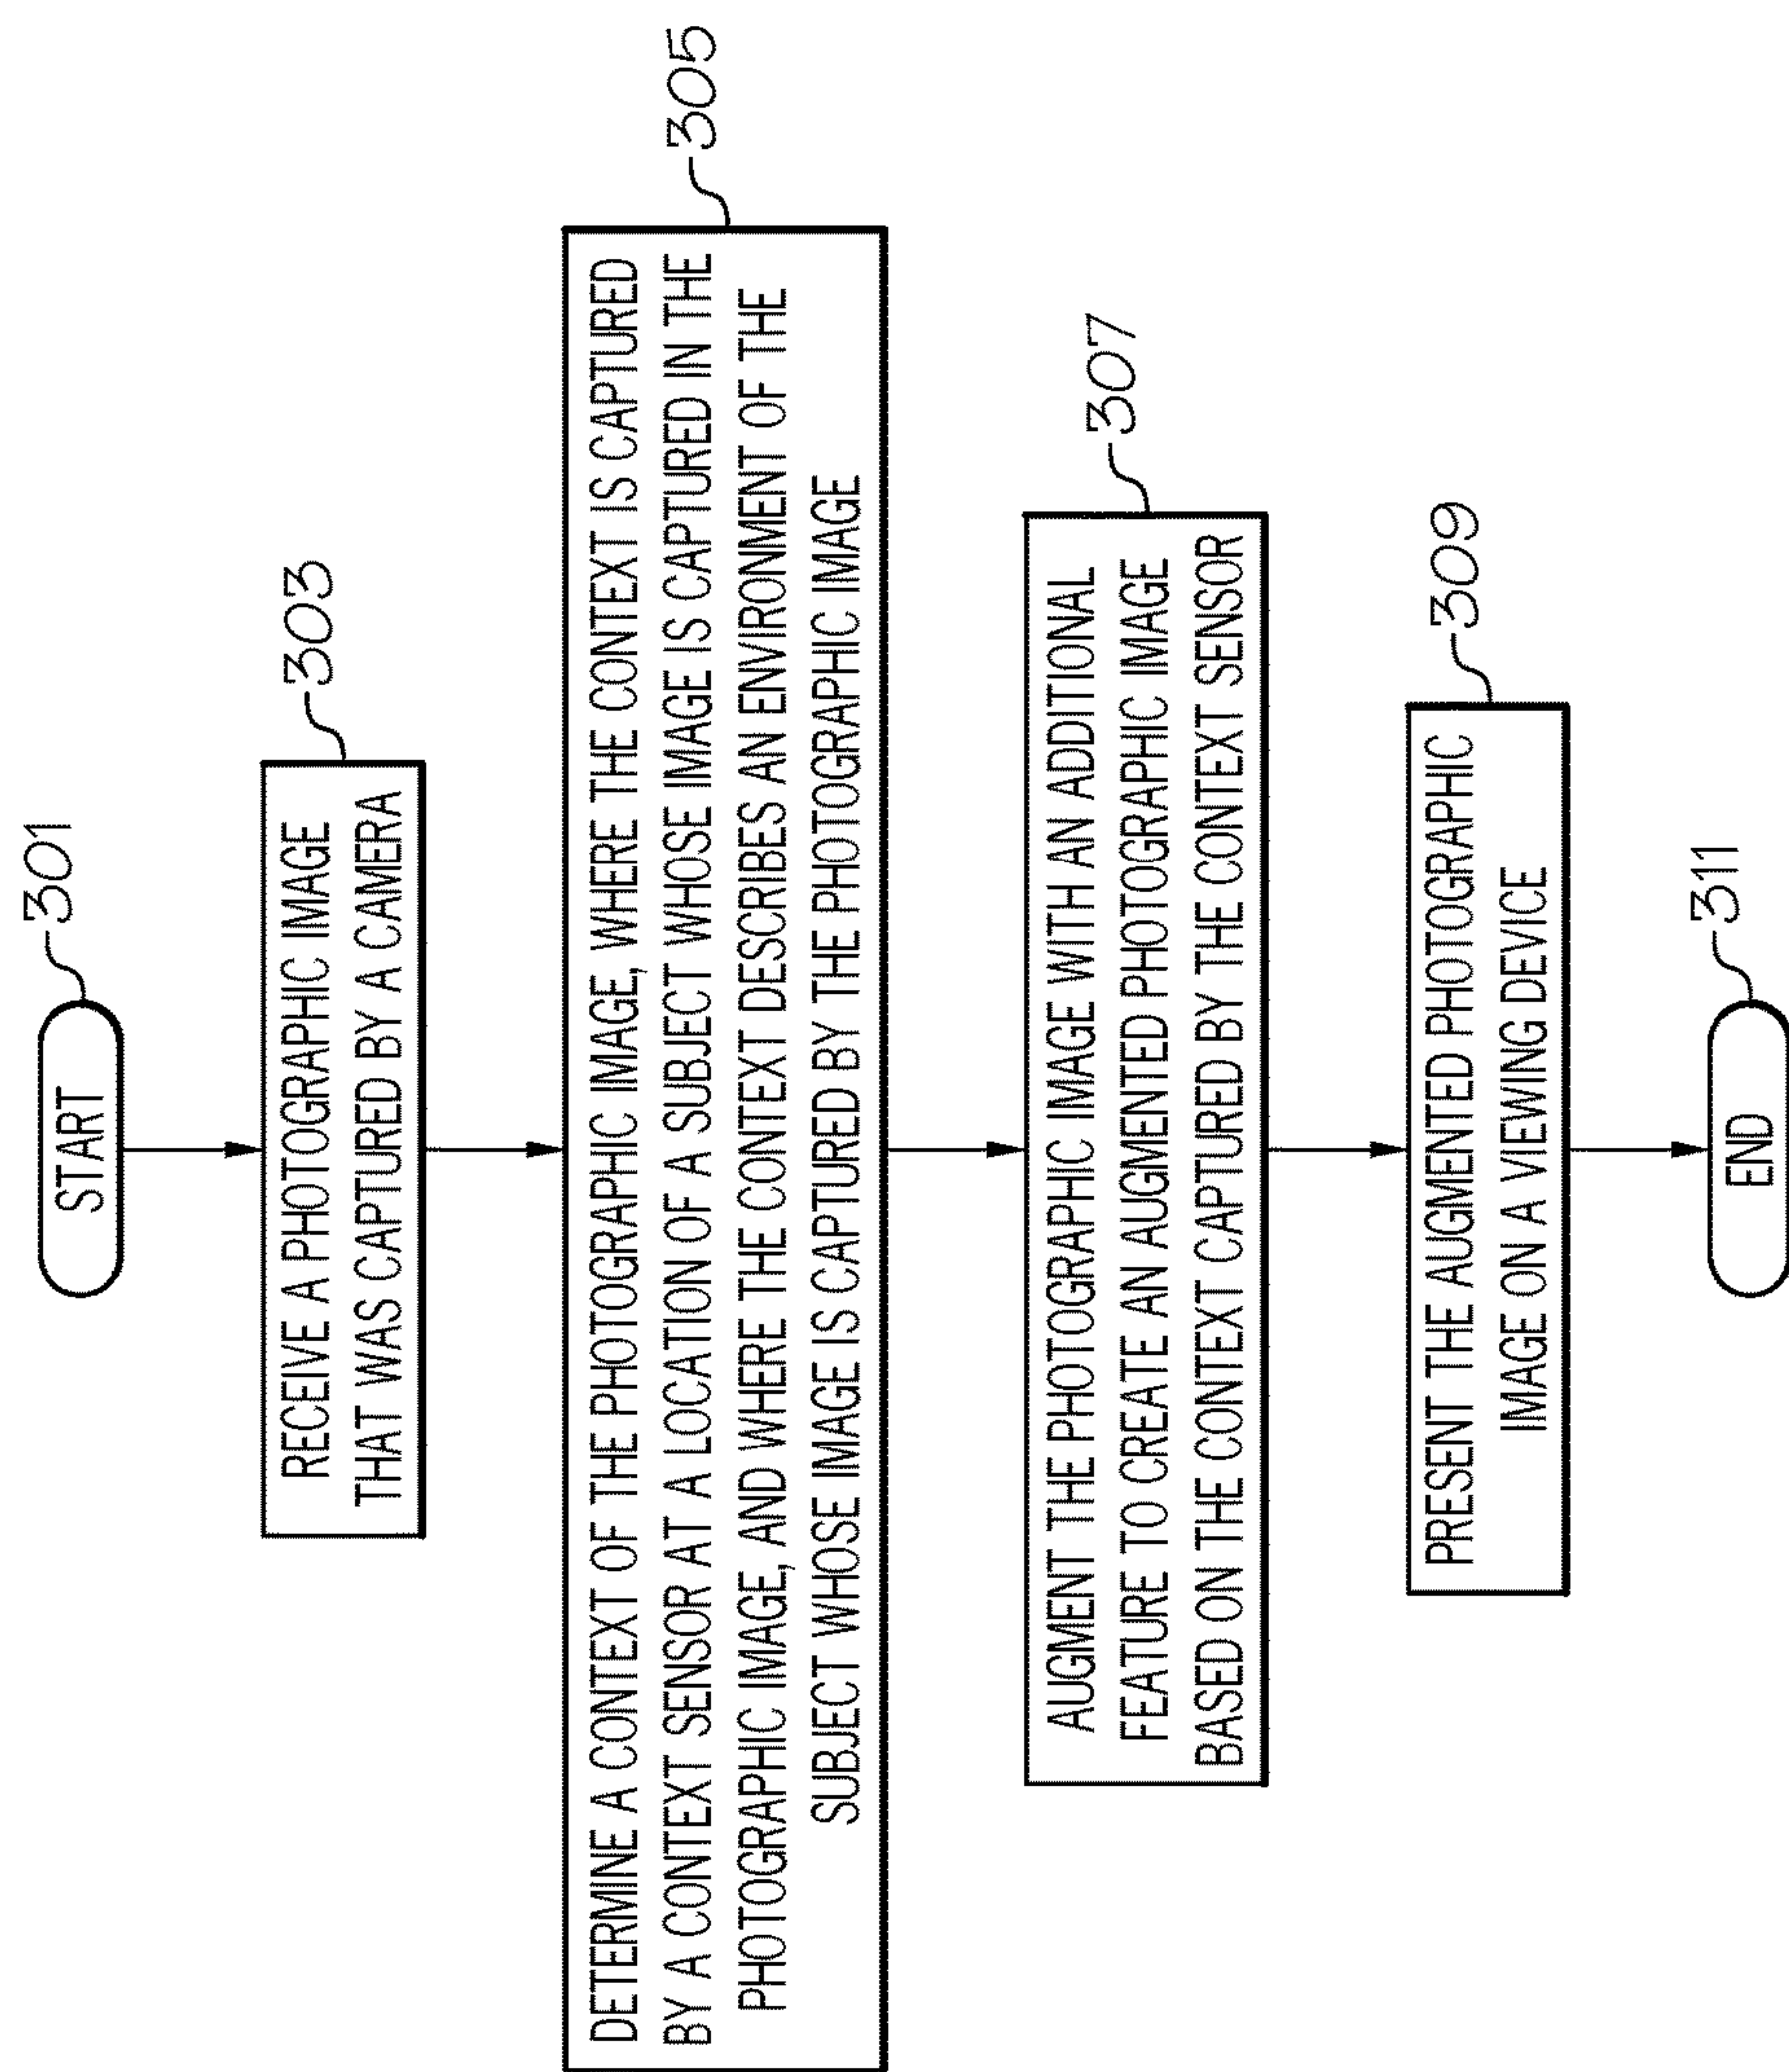 START
301
RECEIVE A PHOTOGRAPHIC IMAGE
THAT WAS CAPTURED BY A CAMERA
303
DETERMINE A CONTEXT OF THE PHOTOGRAPHIC IMAGE, WHERE THE CONTEXT IS CAPTURED
BY A CONTEXT SENSOR AT A LOCATION OF A SUBJECT WHOSE IMAGE IS CAPTURED IN THE
PHOTOGRAPHIC IMAGE, AND WHERE THE CONTEXT DESCRIBES AN ENVIRONMENT OF THE
SUBJECT WHOSE IMAGE IS CAPTURED BY THE PHOTOGRAPHIC IMAGE
305
AUGMENT THE PHOTOGRAPHIC IMAGE WITH AN ADDITIONAL
FEATURE TO CREATE AN AUGMENTED PHOTOGRAPHIC IMAGE
BASED ON THE CONTEXT CAPTURED BY THE CONTEXT SENSOR
307
PRESENT THE AUGMENTED PHOTOGRAPHIC
IMAGE ON A VIEWING DEVICE
309
END
311